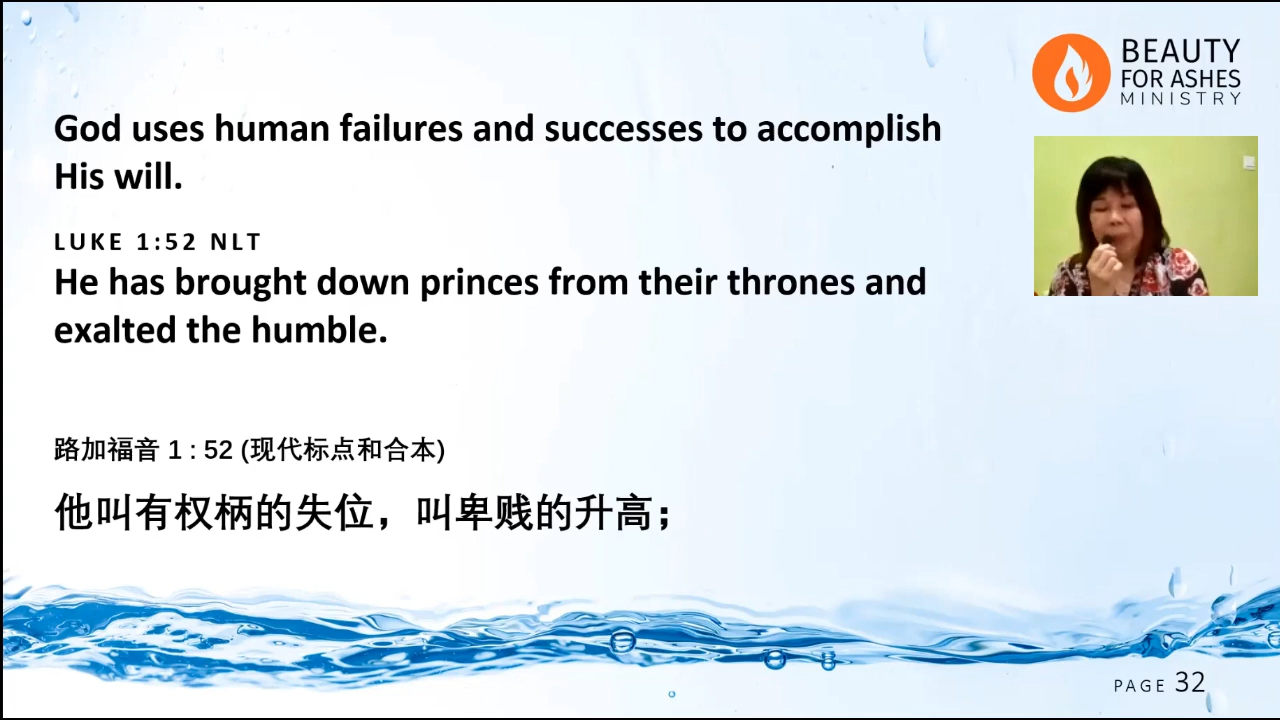 BEAUTY
FOR ASHES
MINISTRY
God uses human failures and successes to accomplish
His will.
LUKE 1:52 NLT
He has brought down princes from their thrones and
exalted the humble.
路加福音 1 : 52 (现代标点和合本)
他叫有权柄的失位，叫卑贱的升高；
PAGE 32